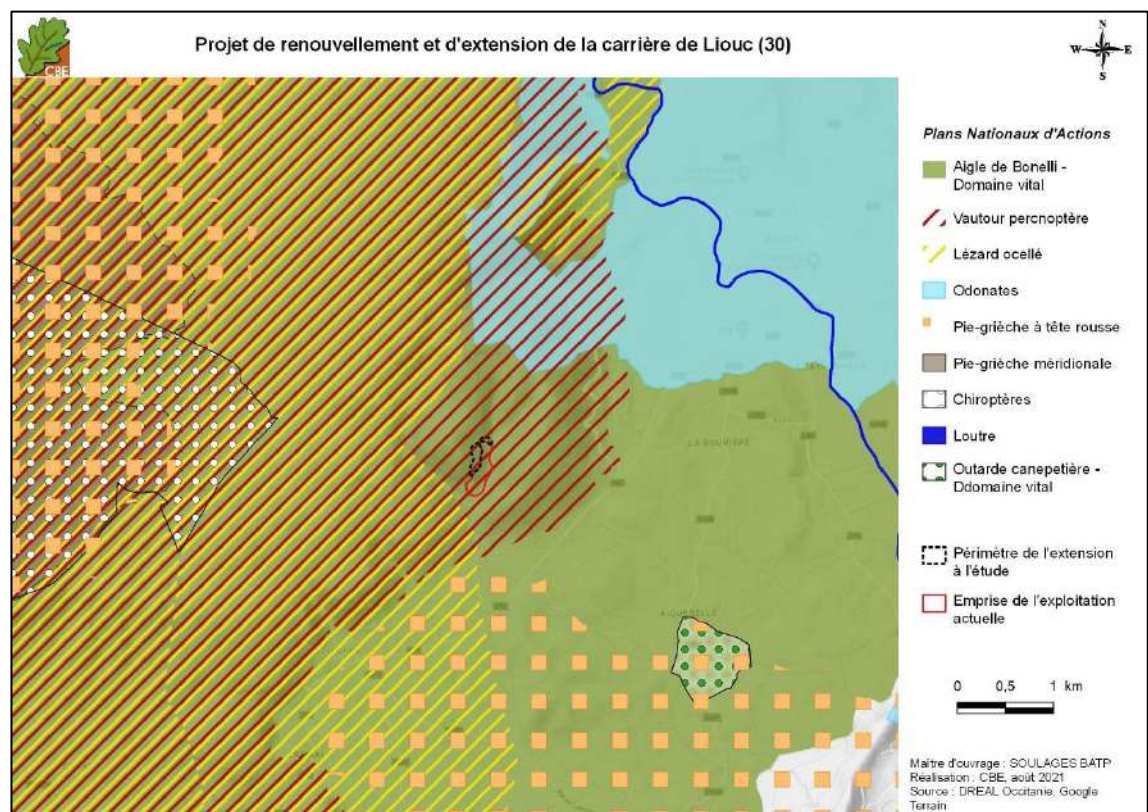 Projet de renouvellement et d'extension de la carrière de Liouc (30)
CBE
N
W E
S
Plans Nationaux d'Actions
Aigle de Bonelli -
Domaine vital
Vautour percnoptère
Lézard ocellé
Odonates
Pie-grièche à tête rousse
Pie-grièche méridionale
Chiroptères
Loutre
Outarde canepetière -
Ddomaine vital
Périmètre de l'extension
à l'étude
Emprise de l'exploitation
actuelle
0 0,5 1 km
Maître d'ouvrage : SOULAGES BATP
Réalisation : CBE, août 2021
Source : DREAL Occitanie, Google
Terrain